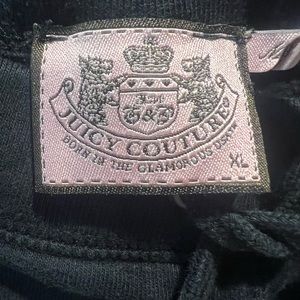 G&P
JUICY COUTURE
BORN IN THE GLAMOROUS USA
XL